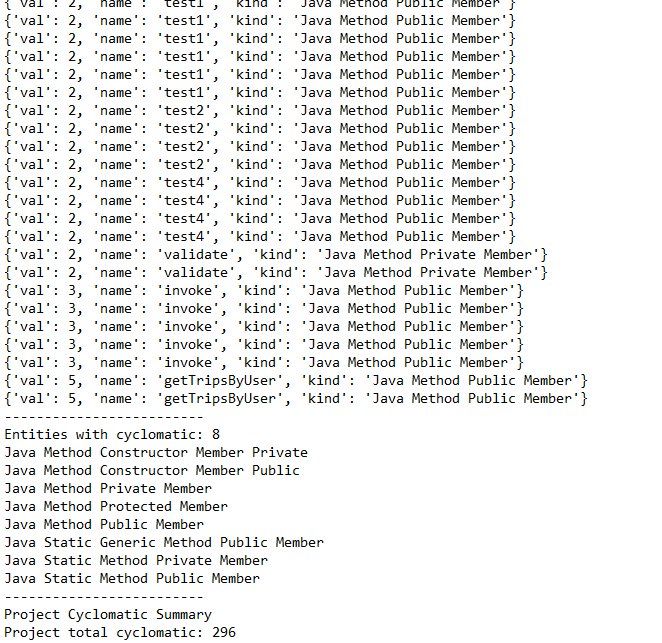 {'val': 2, 'name': 'test1', 'kind': 'Java Method Public Member'}
{'val': 2, 'name': 'test1', 'kind': 'Java Method Public Member'}
{'val': 2, 'name': 'test1', 'kind': 'Java Method Public Member'}
{'val': 2, 'name': 'test1', 'kind': 'Java Method Public Member'}
{'val': 2, 'name': 'test1', 'kind': 'Java Method Public Member'}
{'val': 2, 'name': 'test1', 'kind': 'Java Method Public Member'}
{'val': 2, 'name': 'test2', 'kind': 'Java Method Public Member'}
{'val': 2, 'name': 'test2', 'kind': 'Java Method Public Member'}
{'val': 2, 'name': 'test2', 'kind': 'Java Method Public Member'}
{'val': 2, 'name': 'test2', 'kind': 'Java Method Public Member'}
{'val': 2, 'name': 'test4', 'kind': 'Java Method Public Member'}
{'val': 2, 'name': 'test4', 'kind': 'Java Method Public Member'}
{'val': 2, 'name': 'test4', 'kind': 'Java Method Public Member'}
{'val': 2, 'name': 'test4', 'kind': 'Java Method Public Member'}
{'val': 2, 'name': 'validate', 'kind': 'Java Method Private Member'}
{'val': 2, 'name': 'validate', 'kind': 'Java Method Private Member'}
{'val': 3, 'name': 'invoke', 'kind': 'Java Method Public Member'}
{'val': 3, 'name': 'invoke', 'kind': 'Java Method Public Member'}
{'val': 3, 'name': 'invoke', 'kind': 'Java Method Public Member'}
{'val': 3, 'name': 'invoke', 'kind': 'Java Method Public Member'}
{'val': 3, 'name': 'invoke', 'kind': 'Java Method Public Member'}
{'val': 5, 'name': 'getTripsByUser', 'kind': 'Java Method Public Member'}
{'val': 5, 'name': 'getTripsByUser', 'kind': 'Java Method Public Member'}
-------------------------
Entities with cyclomatic: 8
Java Method Constructor Member Private
Java Method Constructor Member Public
Java Method Private Member
Java Method Protected Member
Java Method Public Member
Java Static Generic Method Public Member
Java Static Method Private Member
Java Static Method Public Member
-------------------------
Project Cyclomatic Summary
Project total cyclomatic: 296